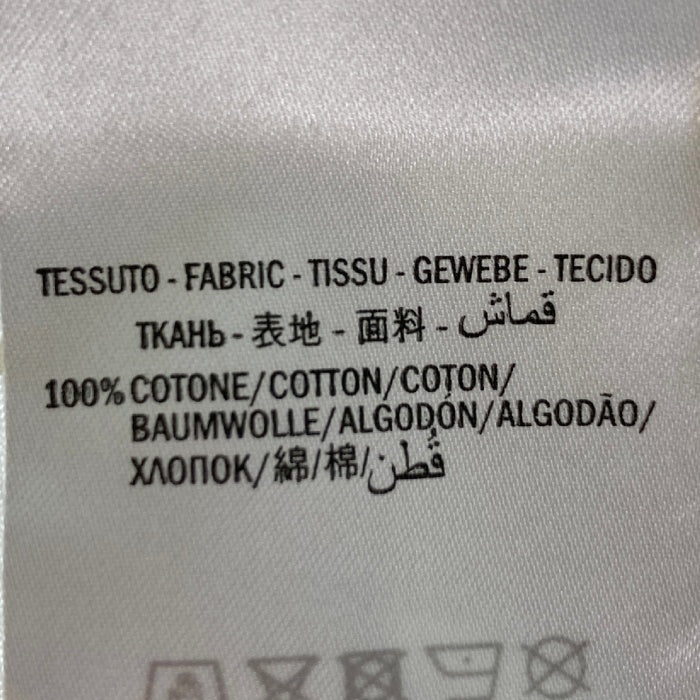 TESSUTO - FABRIC - TISSU - GEWEBE - TECIDO
ТКАНЬ - 表地 - 面料 - قماش
100% COTONE/COTTON/COTON/
BAUMWOLLE/ALGODÓN/ALGODÃO/
ХЛОПОК/綿/棉/قُطن